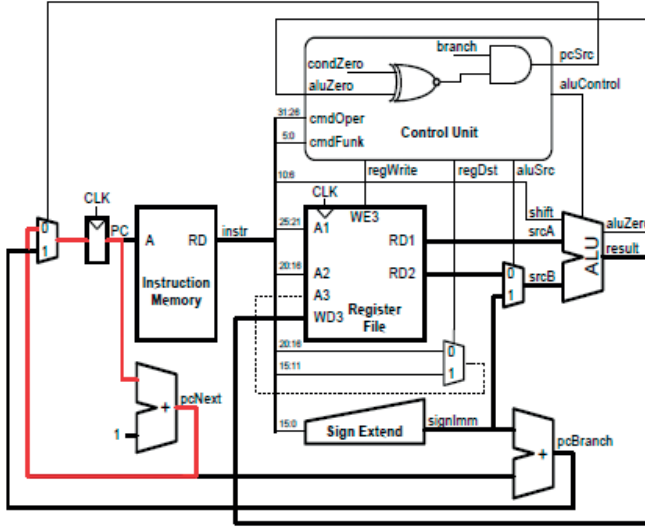 branch
pcSrc
condZero
aluZero
aluControl
31:26
cmdOper
5:0
cmdFunk
Control Unit
regWrite
regDst
aluSrc
10:6
CLK
CLK
shift
WE3
0
PC
instr
25:21
A1
RD1
srcA
aluZero
1
A
RD
ALU
result
Instruction
Memory
20:16
A2
RD2
0
srcB
A3
1
WD3
Register
File
20:16
0
15:11
1
+
pcNext
1
15:0
Sign Extend
signImm
+
pcBranch